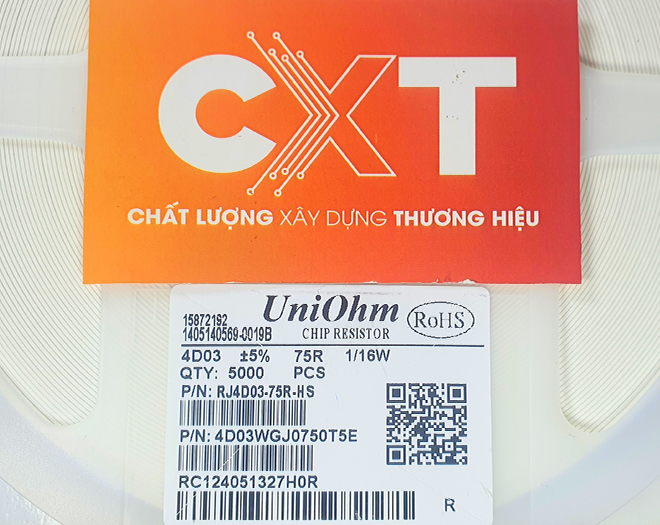 CXT
CHẤT LƯỢNG XÂY DỰNG THƯƠNG HIỆU
15872192
1405140569-0019B
UniOhm
CHIP RESISTOR
RoHS
4D03 ±5% 75R 1/16W
QTY: 5000 PCS
P/N: RJ4D03-75R-HS
P/N: 4D03WGJ0750T5E
RC124051327H0R
R